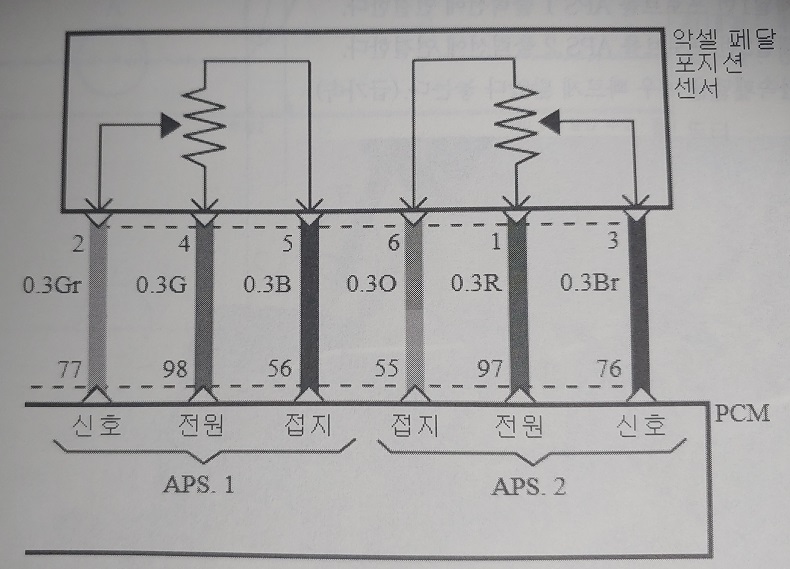 악셀 페달
포지션
센서
2 4 5 6 1 3
0.3Gr 0.3G 0.3B 0.3O 0.3R 0.3Br
77 98 56 55 97 76
신호 전원 접지 접지 전원 신호
PCM
APS. 1 APS. 2